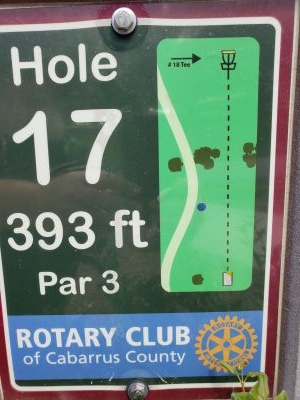 Hole
17
393 ft
Par 3
# 18 Tee
ROTARY CLUB
of Cabarrus County
ROTARY